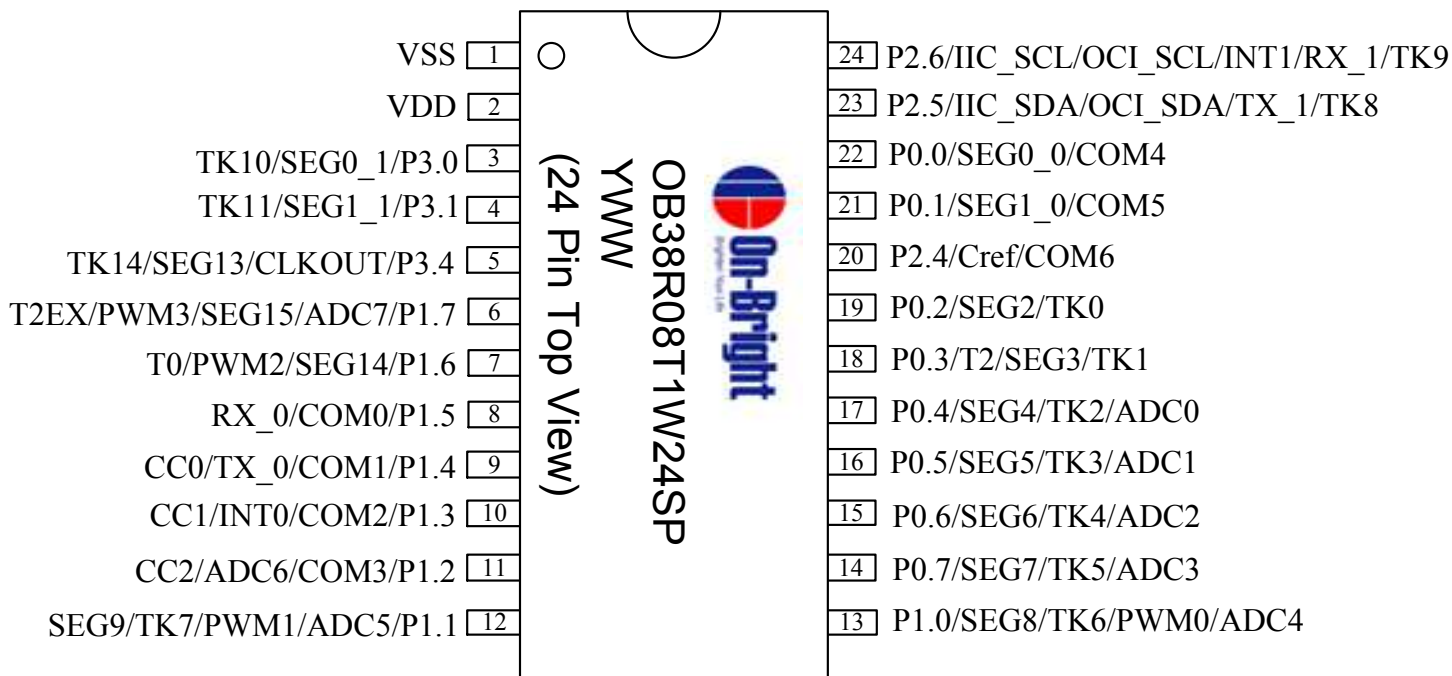 VSS 1
VDD 2
TK10/SEG0_1/P3.0 3
TK11/SEG1_1/P3.1 4
TK14/SEG13/CLKOUT/P3.4 5
T2EX/PWM3/SEG15/ADC7/P1.7 6
T0/PWM2/SEG14/P1.6 7
RX_0/COM0/P1.5 8
CC0/TX_0/COM1/P1.4 9
CC1/INT0/COM2/P1.3 10
CC2/ADC6/COM3/P1.2 11
SEG9/TK7/PWM1/ADC5/P1.1 12
On-Bright
Brighter Your Life
OB38R08T1W24SP
YWW
(24 Pin Top View)
24 P2.6/IIC_SCL/OCI_SCL/INT1/RX_1/TK9
23 P2.5/IIC_SDA/OCI_SDA/TX_1/TK8
22 P0.0/SEG0_0/COM4
21 P0.1/SEG1_0/COM5
20 P2.4/Cref/COM6
19 P0.2/SEG2/TK0
18 P0.3/T2/SEG3/TK1
17 P0.4/SEG4/TK2/ADC0
16 P0.5/SEG5/TK3/ADC1
15 P0.6/SEG6/TK4/ADC2
14 P0.7/SEG7/TK5/ADC3
13 P1.0/SEG8/TK6/PWM0/ADC4